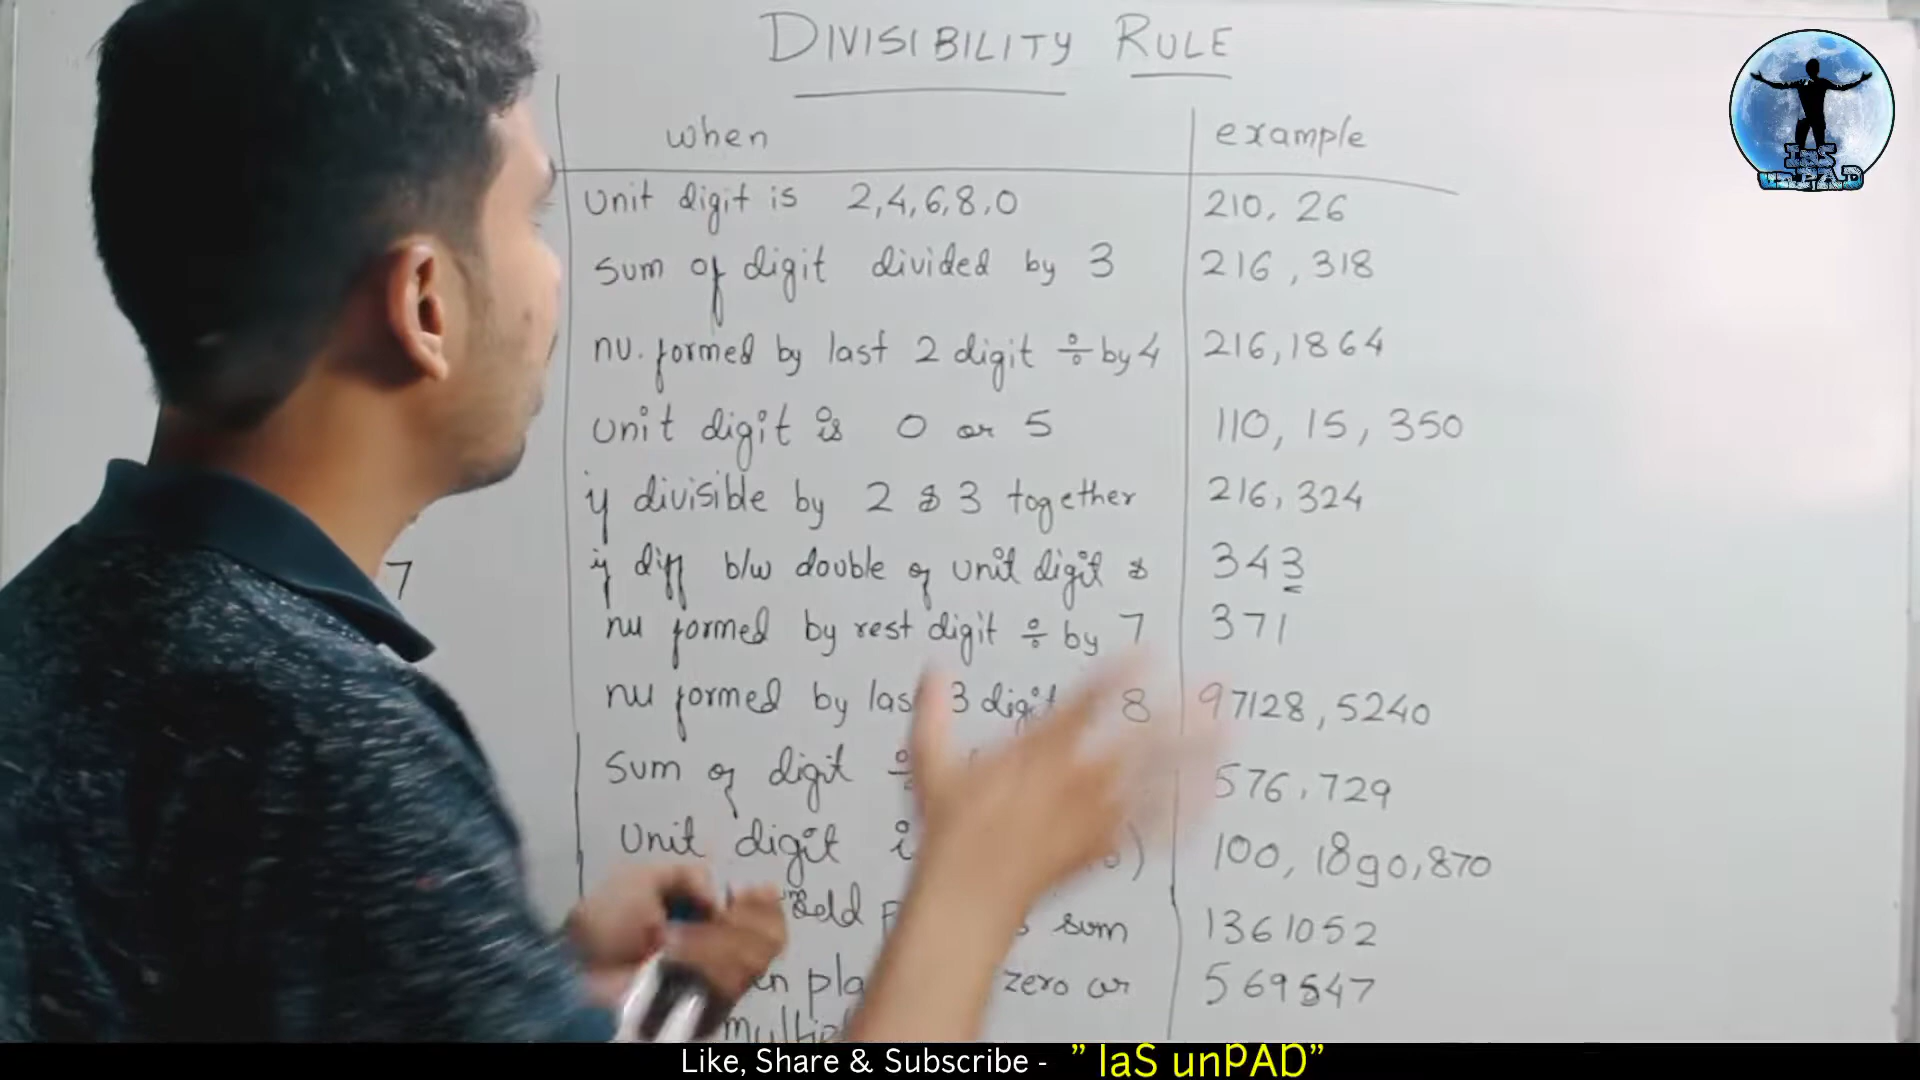 DIVISIBILITY RULE
when example
unit digit is 2,4,6,8,0 210, 26
sum of digit divided by 3 216, 318
nu. formed by last 2 digit ÷ by 4 216, 1864
unit digit is 0 or 5 110, 15, 350
if divisible by 2 & 3 together 216, 324
7 if diff b/w double of unit digit & 343
nu formed by rest digit ÷ by 7 371
nu formed by last 3 digit 8 97128, 5240
sum of digit ÷ 576, 729
unit digit 100, 1890, 870
sum 1361052
zero or 569547
IaS
unPAD
Like, Share & Subscribe - " IaS unPAD"